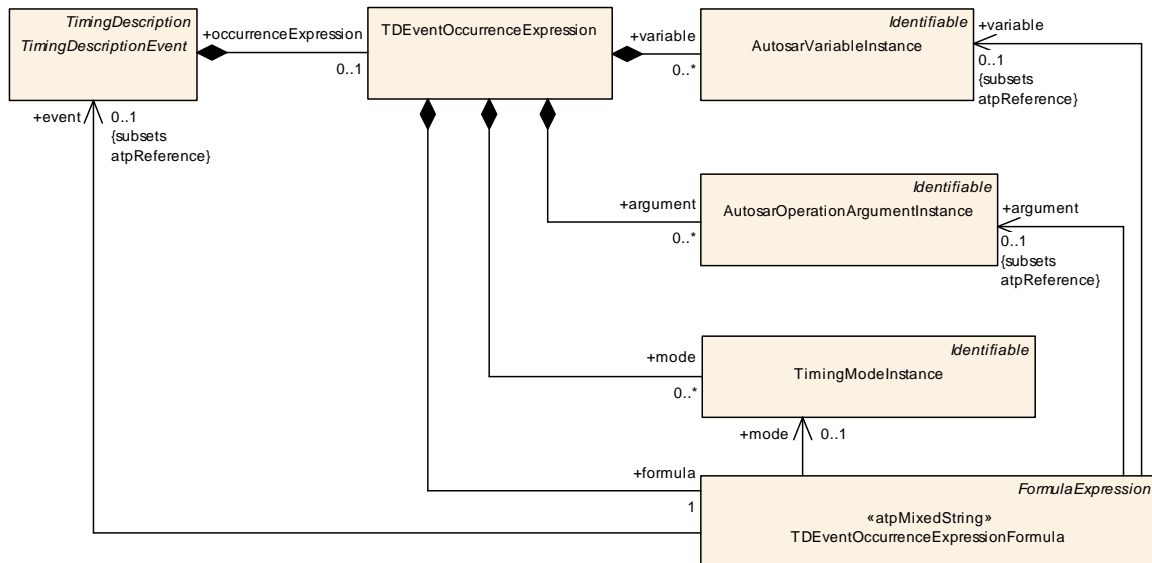 TimingDescription
TimingDescriptionEvent
+occurrenceExpression
0..1
TDEventOccurrenceExpression
+variable
0..*
Identifiable
AutosarVariableInstance
+variable
0..1
{subsets
atpReference}
+event
0..1
{subsets
atpReference}
+argument
0..*
Identifiable
AutosarOperationArgumentInstance
+argument
0..1
{subsets
atpReference}
+mode
0..*
Identifiable
TimingModeInstance
+mode
0..1
+formula
1
FormulaExpression
«atpMixedString»
TDEventOccurrenceExpressionFormula